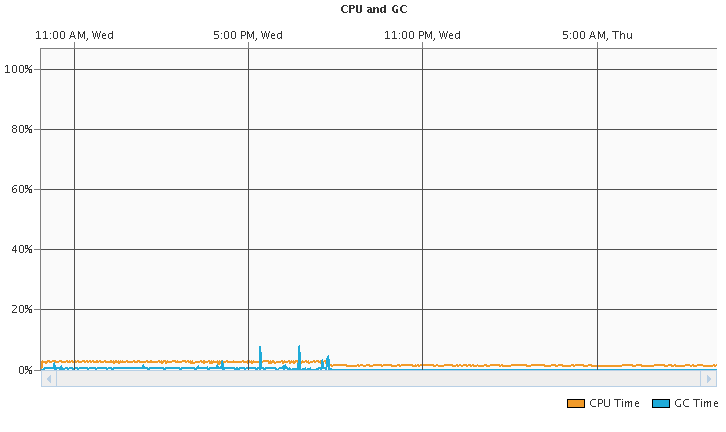 CPU and GC
11:00 AM, Wed 5:00 PM, Wed 11:00 PM, Wed 5:00 AM, Thu
100%
80%
60%
40%
20%
0%
CPU Time GC Time